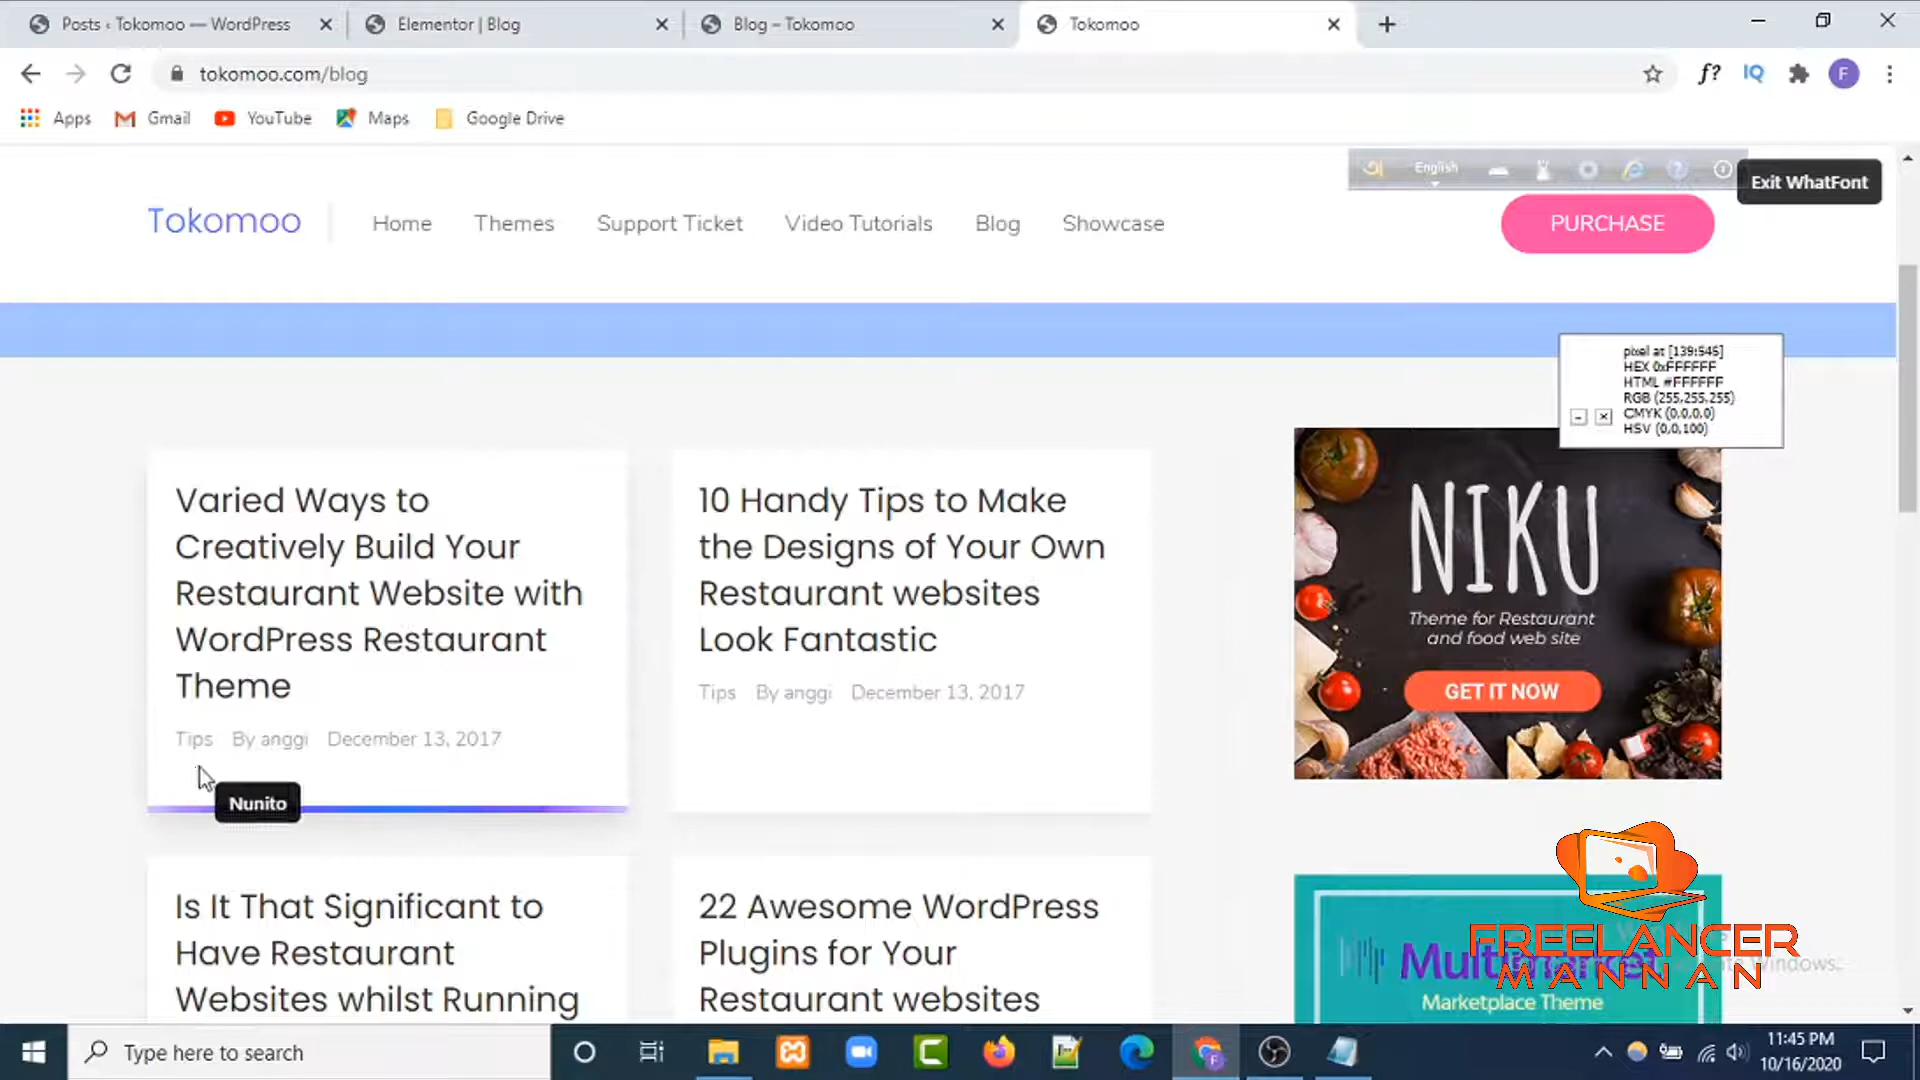 Posts ‹ Tokomoo — WordPress
Elementor | Blog
Blog – Tokomoo
Tokomoo
tokomoo.com/blog
f?
IQ
F
Apps
Gmail
YouTube
Maps
Google Drive
English
Exit WhatFont
Tokomoo
Home
Themes
Support Ticket
Video Tutorials
Blog
Showcase
PURCHASE
pixel at [139:546]
HEX 0xFFFFFF
HTML #FFFFFF
RGB (255,255,255)
CMYK (0,0,0,0)
HSV (0,0,100)
Varied Ways to
Creatively Build Your
Restaurant Website with
WordPress Restaurant
Theme
Tips By anggi December 13, 2017
Nunito
10 Handy Tips to Make
the Designs of Your Own
Restaurant websites
Look Fantastic
Tips By anggi December 13, 2017
NIKU
Theme for Restaurant
and food web site
GET IT NOW
Is It That Significant to
Have Restaurant
Websites whilst Running
22 Awesome WordPress
Plugins for Your
Restaurant websites
Marketplace Theme
FREELANCER
MANNAN
Windows.
Type here to search
11:45 PM
10/16/2020